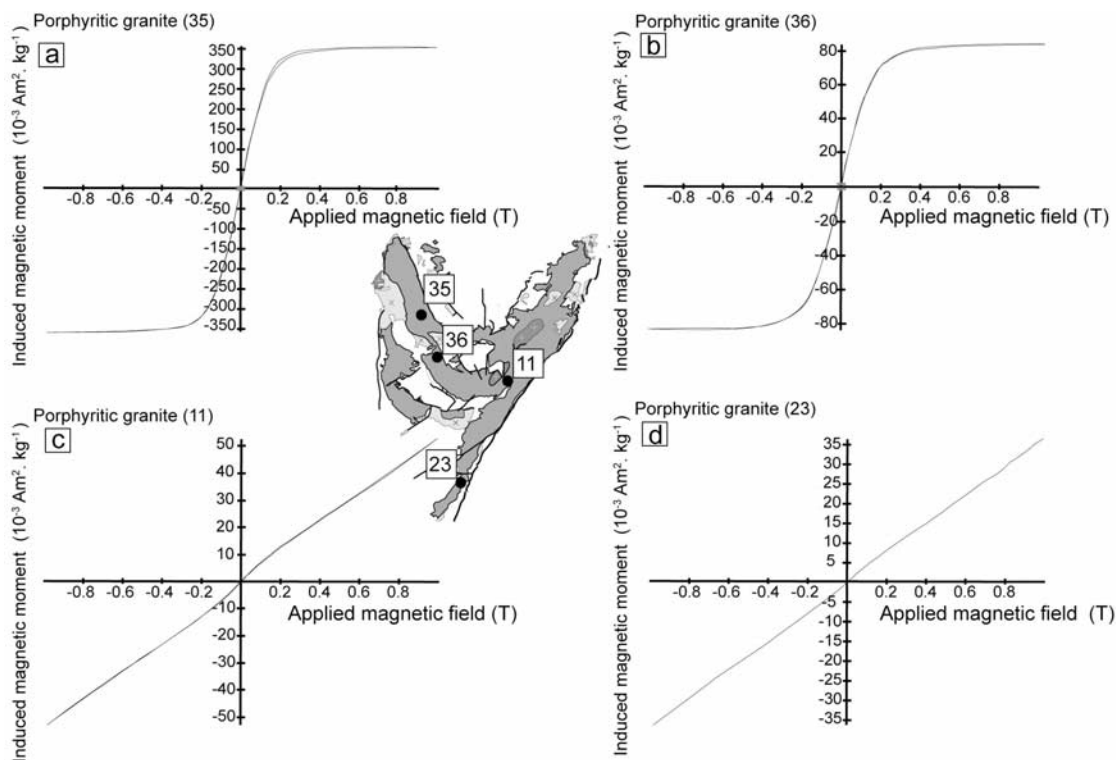 Porphyritic granite (35)
a
Induced magnetic moment (10⁻³ Am². kg⁻¹)
350
300
250
200
150
100
50
-0.8 -0.6 -0.4 -0.2 0.2 0.4 0.6 0.8
-50
-100
-150
-200
-250
-300
-350
Applied magnetic field (T)
Porphyritic granite (36)
b
Induced magnetic moment (10⁻³ Am². kg⁻¹)
80
60
40
20
-0.8 -0.6 -0.4 -0.2 0.2 0.4 0.6 0.8
-20
-40
-60
-80
Applied magnetic field (T)
35
36
11
23
Porphyritic granite (11)
c
Induced magnetic moment (10⁻³ Am². kg⁻¹)
50
40
30
20
10
-0.8 -0.6 -0.4 -0.2 0.2 0.4 0.6 0.8
-10
-20
-30
-40
-50
Applied magnetic field (T)
Porphyritic granite (23)
d
Induced magnetic moment (10⁻³ Am². kg⁻¹)
35
30
25
20
15
10
5
-0.8 -0.6 -0.4 -0.2 0.2 0.4 0.6 0.8
-5
-10
-15
-20
-25
-30
-35
Applied magnetic field (T)